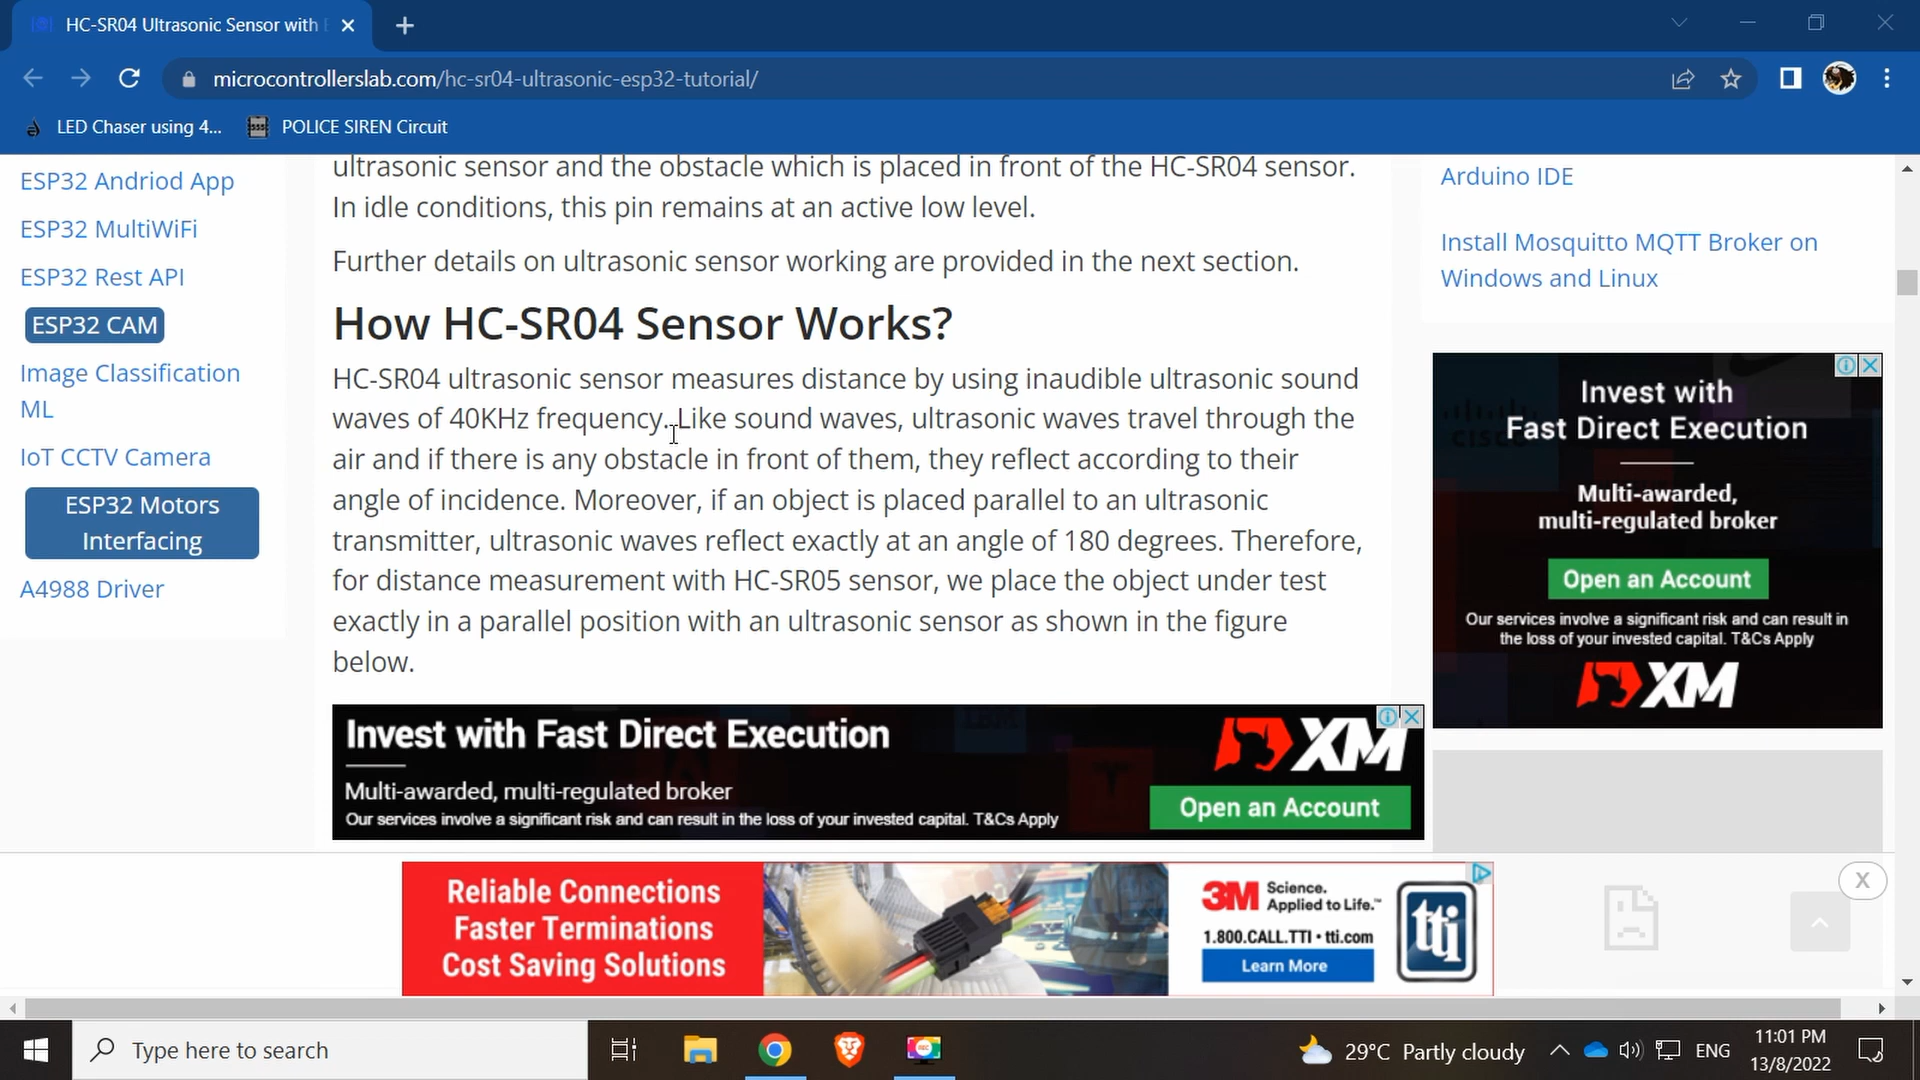 HC-SR04 Ultrasonic Sensor with
microcontrollerslab.com/hc-sr04-ultrasonic-esp32-tutorial/
LED Chaser using 4...
POLICE SIREN Circuit
ESP32 Andriod App
ESP32 MultiWiFi
ESP32 Rest API
ESP32 CAM
Image Classification
ML
IoT CCTV Camera
ESP32 Motors
Interfacing
A4988 Driver
ultrasonic sensor and the obstacle which is placed in front of the HC-SR04 sensor.
In idle conditions, this pin remains at an active low level.
Further details on ultrasonic sensor working are provided in the next section.
How HC-SR04 Sensor Works?
HC-SR04 ultrasonic sensor measures distance by using inaudible ultrasonic sound
waves of 40KHz frequency. Like sound waves, ultrasonic waves travel through the
air and if there is any obstacle in front of them, they reflect according to their
angle of incidence. Moreover, if an object is placed parallel to an ultrasonic
transmitter, ultrasonic waves reflect exactly at an angle of 180 degrees. Therefore,
for distance measurement with HC-SR05 sensor, we place the object under test
exactly in a parallel position with an ultrasonic sensor as shown in the figure
below.
Invest with Fast Direct Execution
Multi-awarded, multi-regulated broker
Our services involve a significant risk and can result in the loss of your invested capital. T&Cs Apply
XM
Open an Account
Arduino IDE
Install Mosquitto MQTT Broker on
Windows and Linux
Invest with
Fast Direct Execution
Multi-awarded,
multi-regulated broker
Open an Account
Our services involve a significant risk and can result in
the loss of your invested capital. T&Cs Apply
XM
Reliable Connections
Faster Terminations
Cost Saving Solutions
3M Science.
Applied to Life.™
1.800.CALL.TTI • tti.com
Learn More
tti
X
Type here to search
29°C Partly cloudy
ENG
11:01 PM
13/8/2022